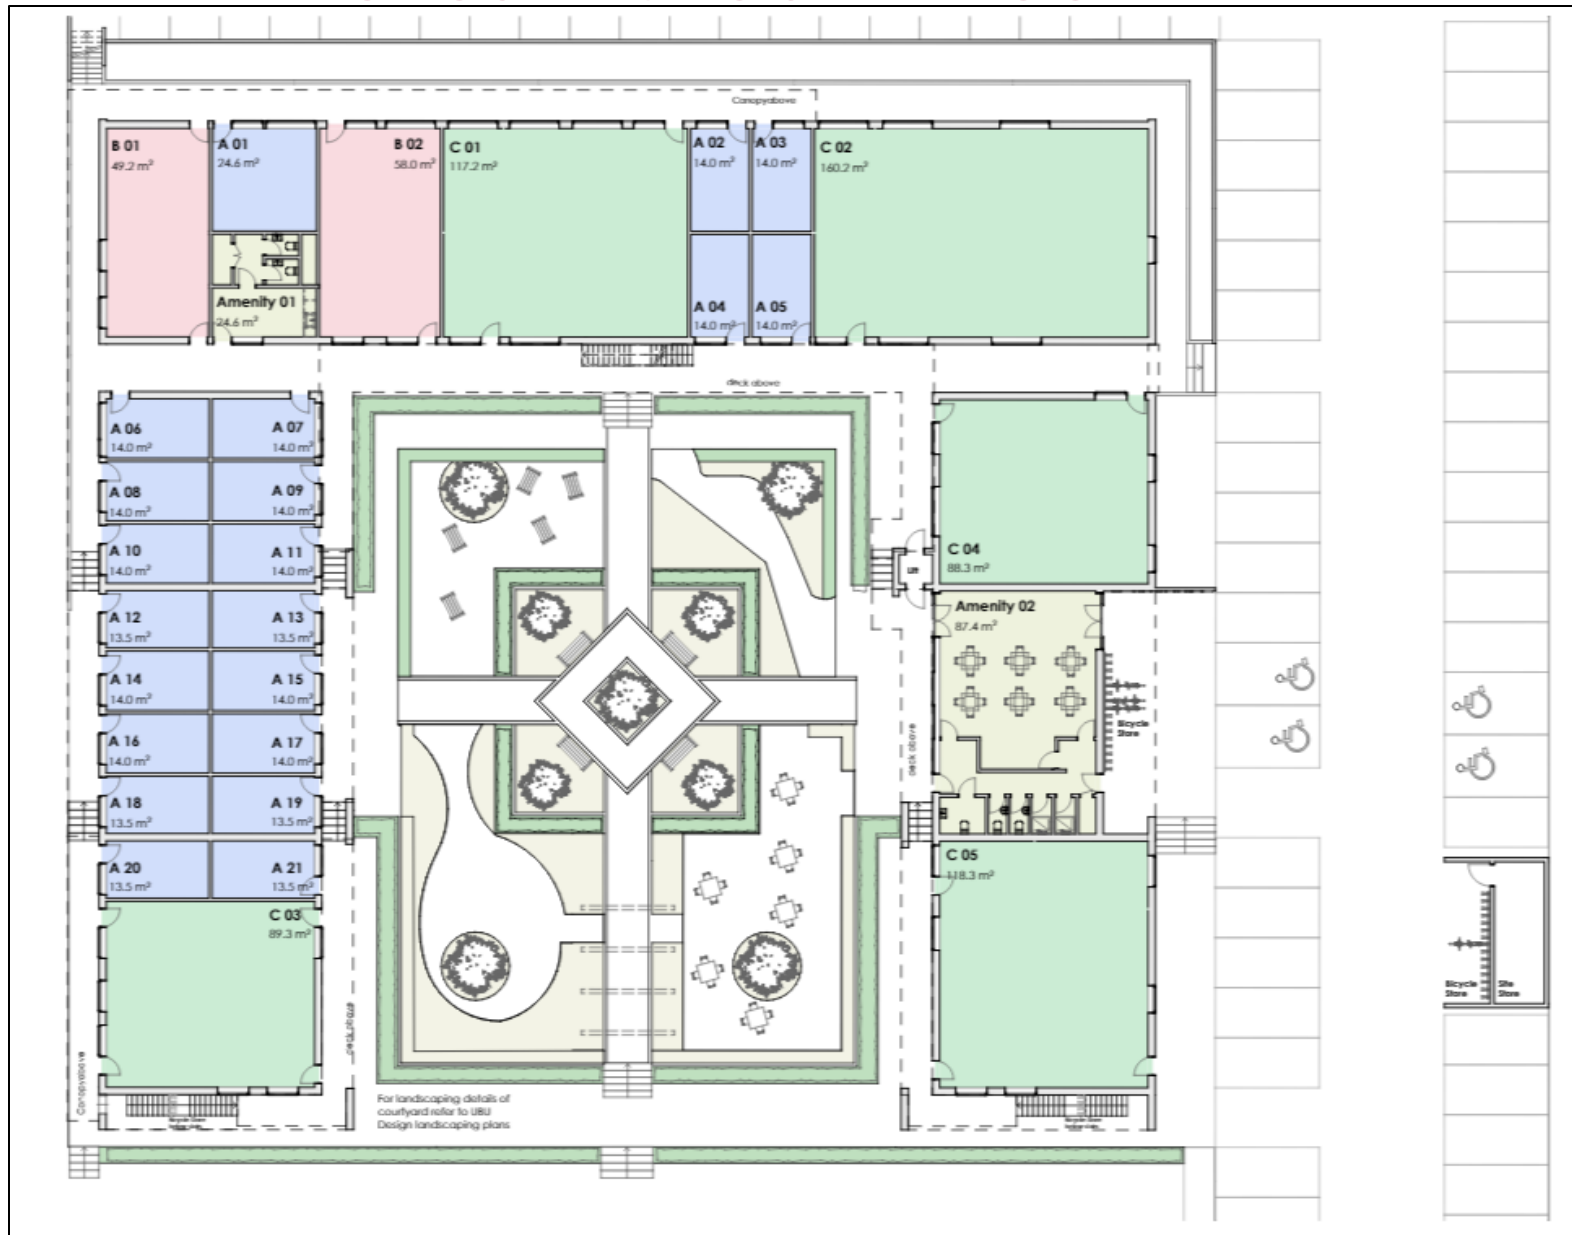 Canopyabove
B 01
49.2 m²
A 01
24.6 m²
B 02
58.0 m²
C 01
117.2 m²
A 02
14.0 m²
A 03
14.0 m²
C 02
160.2 m²
Amenity 01
24.6 m²
A 04
14.0 m²
A 05
14.0 m²
deck above
A 06
14.0 m²
A 07
14.0 m²
A 08
14.0 m²
A 09
14.0 m²
A 10
14.0 m²
A 11
14.0 m²
C 04
88.3 m²
Lift
A 12
13.5 m²
A 13
13.5 m²
Amenity 02
87.4 m²
A 14
14.0 m²
A 15
14.0 m²
A 16
14.0 m²
A 17
14.0 m²
Bicycle
Store
deck above
A 18
13.5 m²
A 19
13.5 m²
A 20
13.5 m²
A 21
13.5 m²
C 05
118.3 m²
C 03
89.3 m²
Bicycle
Store
Site
Store
deck above
Canopyabove
For landscaping details of
courtyard refer to UBU
Design landscaping plans
Bicycle Store
Bicycle Store